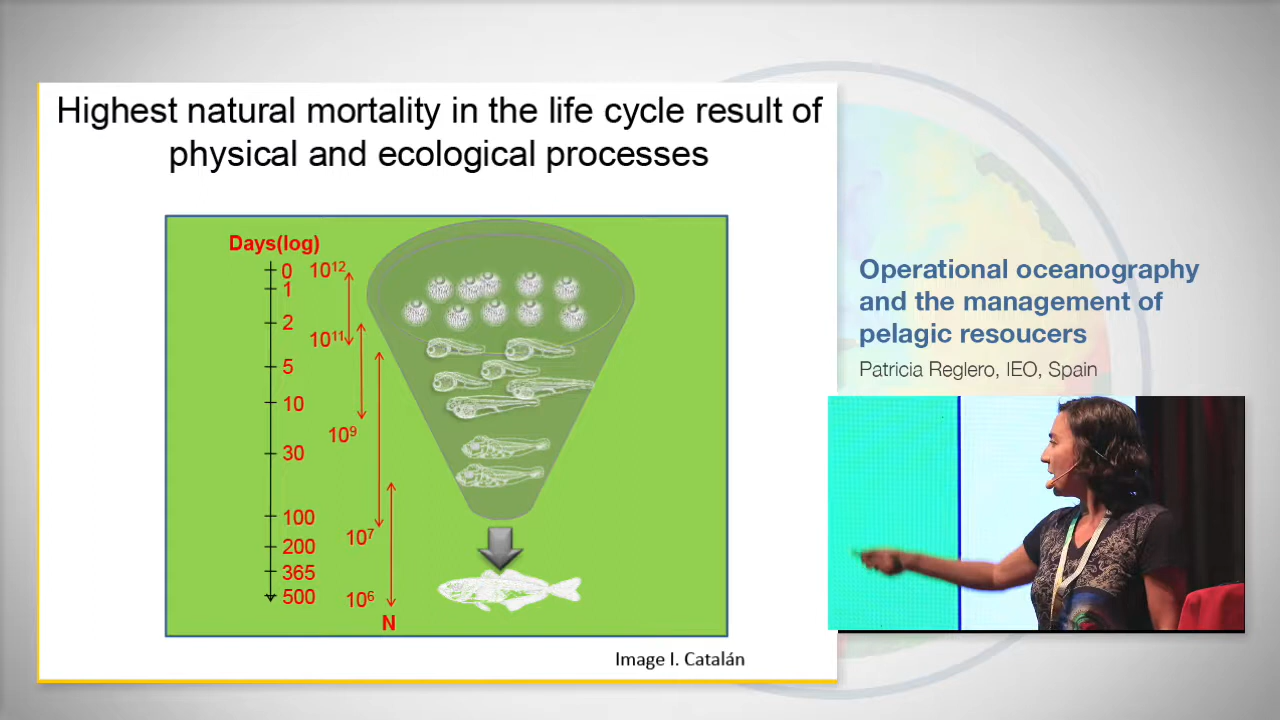 Highest natural mortality in the life cycle result of
physical and ecological processes
Days(log)
0 10¹²
1
2
10¹¹
5
10
10⁹
30
100
10⁷
200
365
500 10⁶
N
Image I. Catalán
Operational oceanography
and the management of
pelagic resoucers
Patricia Reglero, IEO, Spain